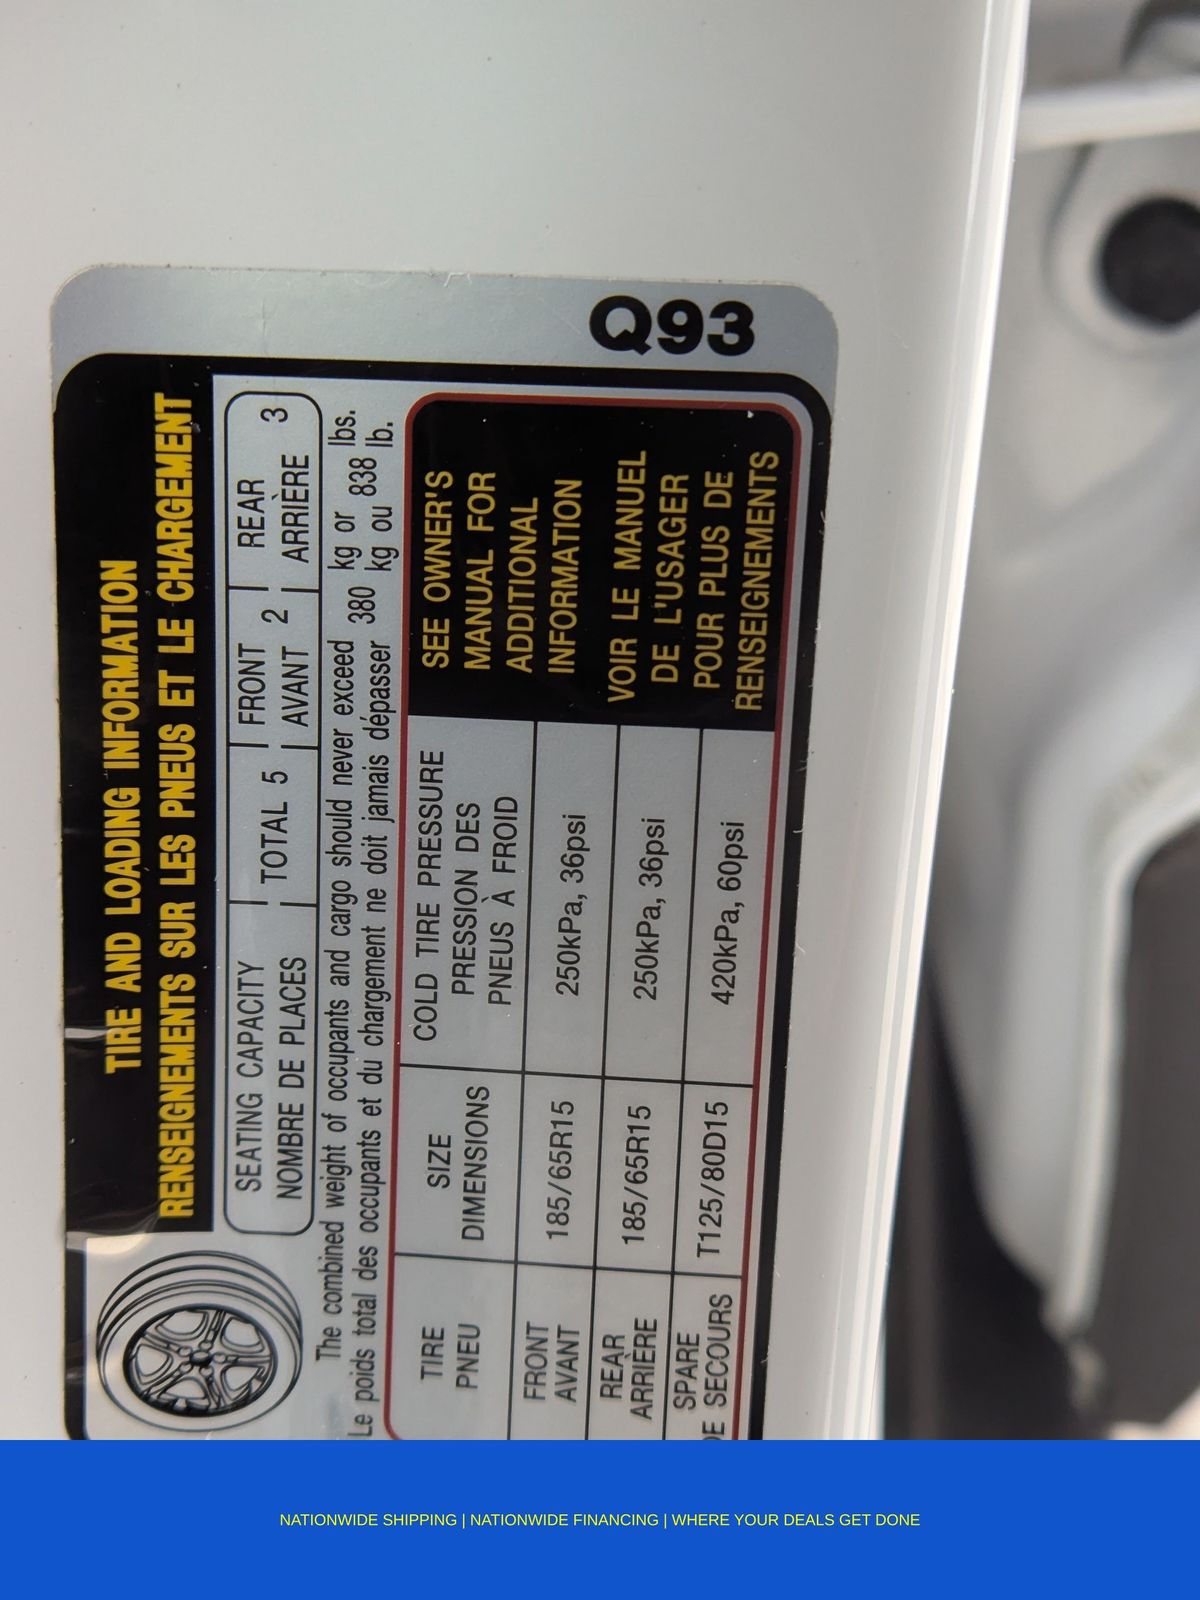 Q93
TIRE AND LOADING INFORMATION
RENSEIGNEMENTS SUR LES PNEUS ET LE CHARGEMENT
SEATING CAPACITY
NOMBRE DE PLACES
TOTAL 5
FRONT
AVANT 2
REAR
ARRIÈRE 3
The combined weight of occupants and cargo should never exceed 380 kg or 838 lbs.
Le poids total des occupants et du chargement ne doit jamais dépasser 380 kg ou 838 lb.
TIRE
PNEU
SIZE
DIMENSIONS
COLD TIRE PRESSURE
PRESSION DES
PNEUS À FROID
FRONT
AVANT
185/65R15
250kPa, 36psi
REAR
ARRIÈRE
185/65R15
250kPa, 36psi
SPARE
DE SECOURS
T125/80D15
420kPa, 60psi
SEE OWNER'S
MANUAL FOR
ADDITIONAL
INFORMATION
VOIR LE MANUEL
DE L'USAGER
POUR PLUS DE
RENSEIGNEMENTS
NATIONWIDE SHIPPING | NATIONWIDE FINANCING | WHERE YOUR DEALS GET DONE